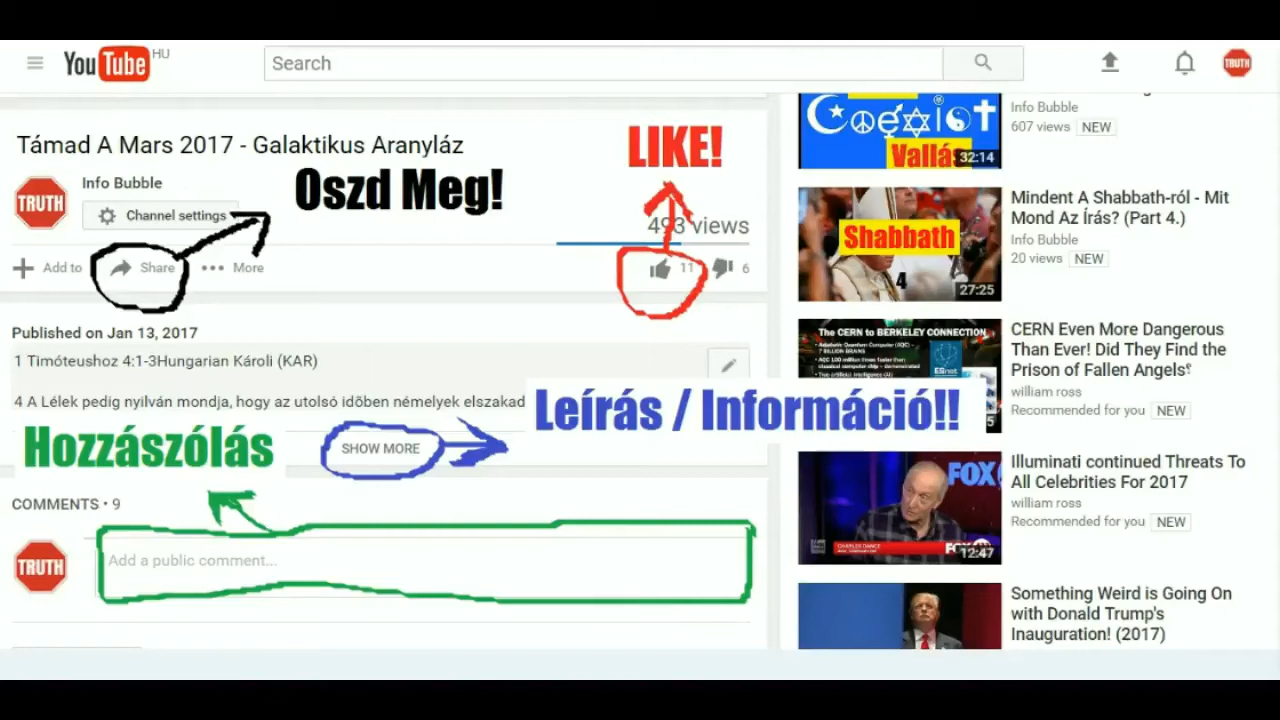 YouTube HU
Search
TRUTH
Támad A Mars 2017 - Galaktikus Aranyláz
TRUTH
Info Bubble
Channel settings
Oszd Meg!
LIKE!
493 views
Add to
Share
More
11
6
Published on Jan 13, 2017
1 Timóteushoz 4:1-3Hungarian Károli (KAR)
4 A Lélek pedig nyilván mondja, hogy az utolsó időben némelyek elszakad
Leírás / Információ!!
Hozzászólás
SHOW MORE
COMMENTS • 9
TRUTH
Add a public comment...
Coexist
Vallás
32:14
Info Bubble
607 views NEW
Shabbath
4
27:25
Mindent A Shabbath-ról - Mit
Mond Az Írás? (Part 4.)
Info Bubble
20 views NEW
The CERN to BERKELEY CONNECTION
ESnet
CERN Even More Dangerous
Than Ever! Did They Find the
Prison of Fallen Angels
william ross
Recommended for you NEW
FOX
CHARLES DANCE
12:47
Illuminati continued Threats To
All Celebrities For 2017
william ross
Recommended for you NEW
Something Weird is Going On
with Donald Trump's
Inauguration! (2017)